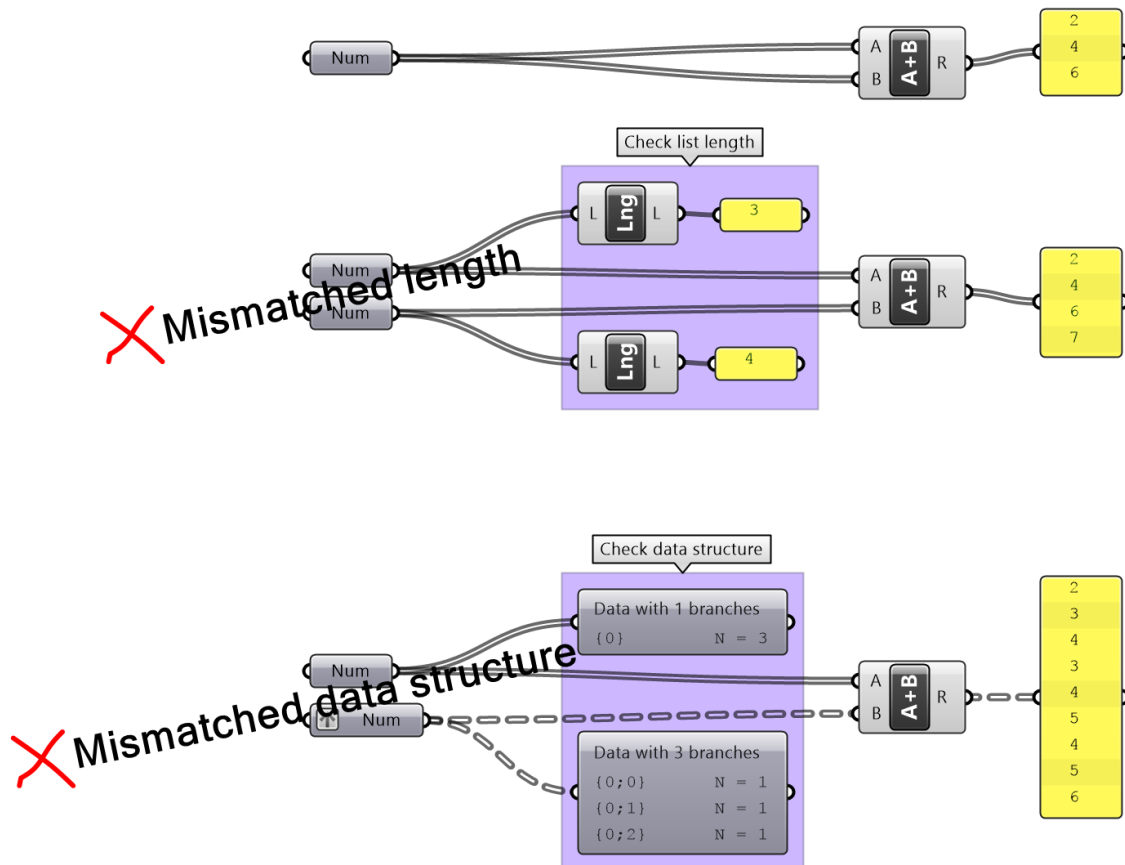 Num
A
B
A+B
R
2
4
6
Check list length
L
Lng
L
3
Num
Num
Mismatched length
A
B
A+B
R
2
4
6
7
L
Lng
L
4
Check data structure
Data with 1 branches
{0} N = 3
Num
Num
Mismatched data structure
A
B
A+B
R
2
3
4
3
4
5
4
5
6
Data with 3 branches
{0;0} N = 1
{0;1} N = 1
{0;2} N = 1